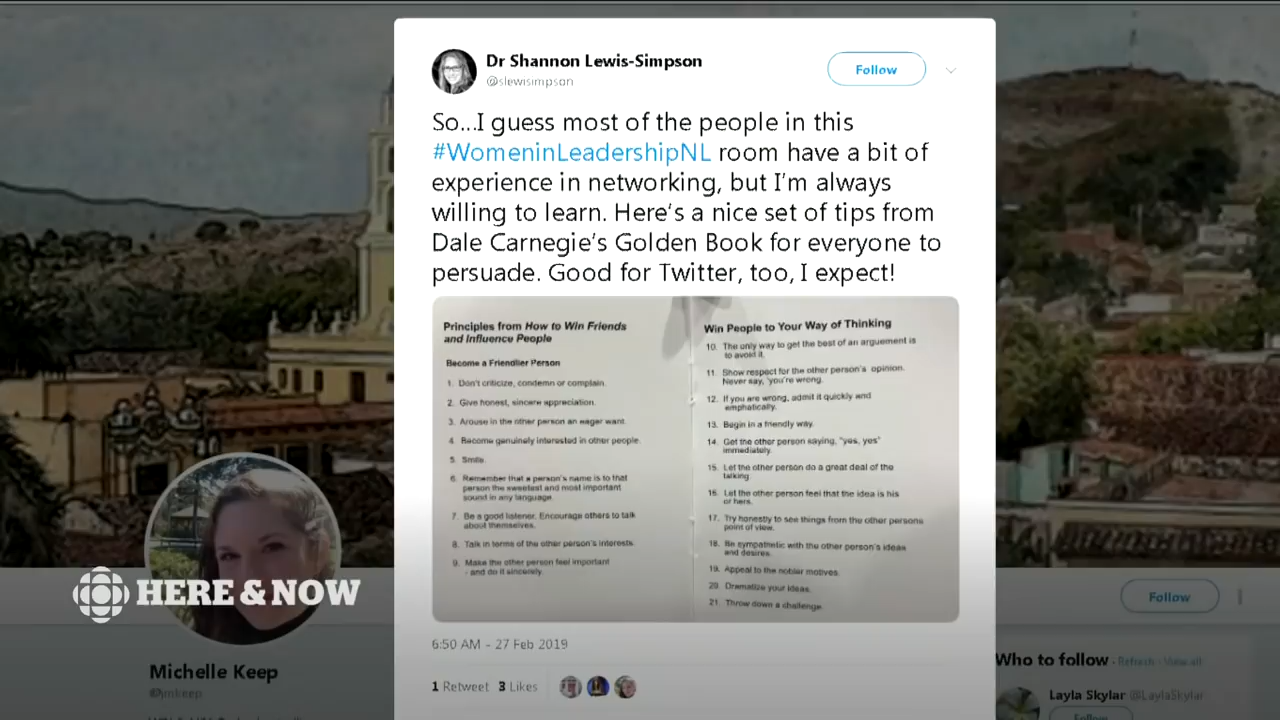 Dr Shannon Lewis-Simpson
@slewisimpson
Follow
So...I guess most of the people in this
#WomeninLeadershipNL room have a bit of
experience in networking, but I'm always
willing to learn. Here's a nice set of tips from
Dale Carnegie's Golden Book for everyone to
persuade. Good for Twitter, too, I expect!
Principles from How to Win Friends
and Influence People
Become a Friendlier Person
1. Don't criticize, condemn or complain.
2. Give honest, sincere appreciation.
3. Arouse in the other person an eager want.
4. Become genuinely interested in other people.
5. Smile.
6. Remember that a person's name is to that
person the sweetest and most important
sound in any language.
7. Be a good listener. Encourage others to talk
about themselves.
8. Talk in terms of the other person's interests.
9. Make the other person feel important
- and do it sincerely.
Win People to Your Way of Thinking
10. The only way to get the best of an arguement is
to avoid it.
11. Show respect for the other person's opinion.
Never say, 'you're wrong.
12. If you are wrong, admit it quickly and
emphatically.
13. Begin in a friendly way.
14. Get the other person saying, "yes, yes"
immediately.
15. Let the other person do a great deal of the
talking.
16. Let the other person feel that the idea is his
or hers.
17. Try honestly to see things from the other persons
point of view.
18. Be sympathetic with the other person's ideas
and desires.
19. Appeal to the nobler motives.
20. Dramatize your ideas.
21. Throw down a challenge.
6:50 AM - 27 Feb 2019
1 Retweet 3 Likes
HERE & NOW
Michelle Keep
Follow
Who to follow · Refresh · View all
Layla Skylar @LaylaSkylar
Follow